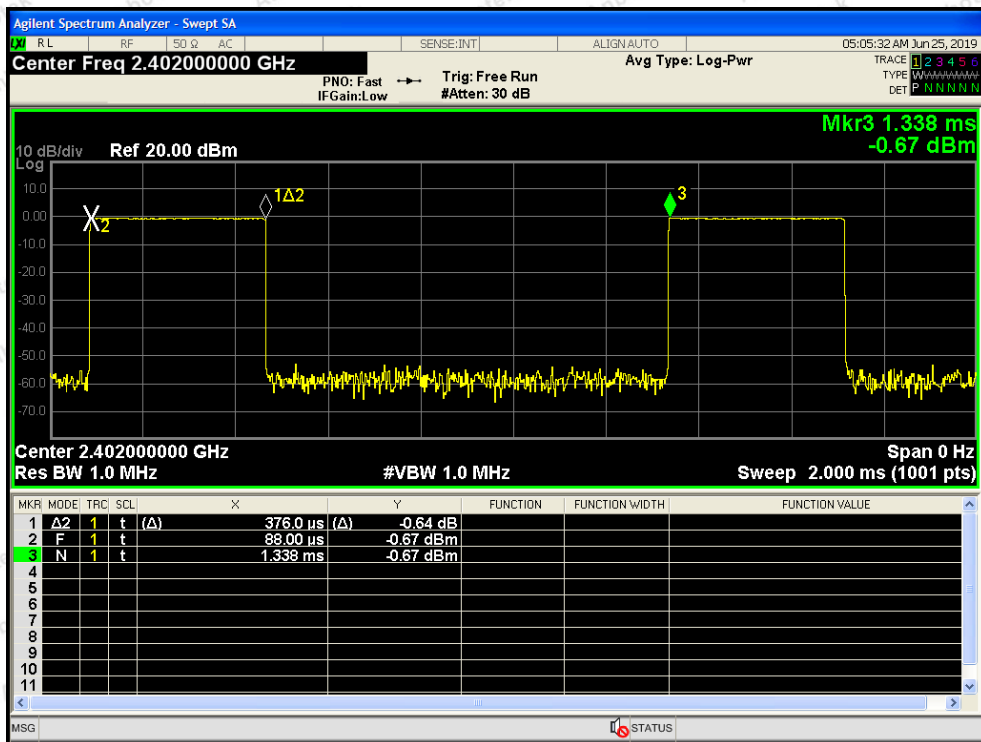 Agilent Spectrum Analyzer - Swept SA
LXI RL RF 50 Ω AC SENSE:INT ALIGN AUTO 05:05:32 AM Jun 25, 2019
Center Freq 2.402000000 GHz Avg Type: Log-Pwr TRACE 1 2 3 4 5 6
PNO: Fast Trig: Free Run TYPE
IFGain:Low #Atten: 30 dB DET P N N N N N
Mkr3 1.338 ms
10 dB/div Ref 20.00 dBm -0.67 dBm
Log
10.0
0.00
-10.0
-20.0
-30.0
-40.0
-50.0
-60.0
-70.0
2
1Δ2
3
Center 2.402000000 GHz Span 0 Hz
Res BW 1.0 MHz #VBW 1.0 MHz Sweep 2.000 ms (1001 pts)
MKR MODE TRC SCL X Y FUNCTION FUNCTION WIDTH FUNCTION VALUE
1 Δ2 1 t (Δ) 376.0 µs (Δ) -0.64 dB
2 F 1 t 88.00 µs -0.67 dBm
3 N 1 t 1.338 ms -0.67 dBm
4
5
6
7
8
9
10
11
MSG STATUS